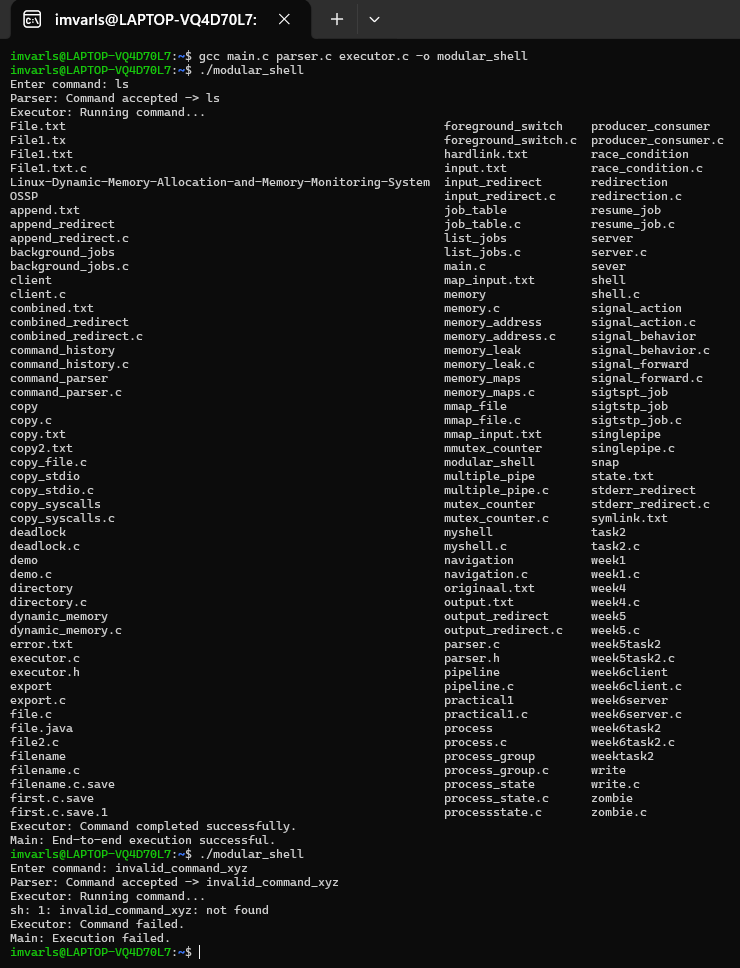 imvarls@LAPTOP-VQ4D70L7:
imvarls@LAPTOP-VQ4D70L7:~$ gcc main.c parser.c executor.c -o modular_shell
imvarls@LAPTOP-VQ4D70L7:~$ ./modular_shell
Enter command: ls
Parser: Command accepted -> ls
Executor: Running command...
File.txt foreground_switch producer_consumer
File1.tx foreground_switch.c producer_consumer.c
File1.txt hardlink.txt race_condition
File1.txt.c input.txt race_condition.c
Linux-Dynamic-Memory-Allocation-and-Memory-Monitoring-System input_redirect redirection
OSSP input_redirect.c redirection.c
append.txt job_table resume_job
append_redirect job_table.c resume_job.c
append_redirect.c list_jobs server
background_jobs list_jobs.c server.c
background_jobs.c main.c sever
client map_input.txt shell
client.c memory shell.c
combined.txt memory.c signal_action
combined_redirect memory_address signal_action.c
combined_redirect.c memory_address.c signal_behavior
command_history memory_leak signal_behavior.c
command_history.c memory_leak.c signal_forward
command_parser memory_maps signal_forward.c
command_parser.c memory_maps.c sigtspt_job
copy mmap_file sigtstp_job
copy.c mmap_file.c sigtstp_job.c
copy.txt mmap_input.txt singlepipe
copy2.txt mmutex_counter singlepipe.c
copy_file.c modular_shell snap
copy_stdio multiple_pipe state.txt
copy_stdio.c multiple_pipe.c stderr_redirect
copy_syscalls mutex_counter stderr_redirect.c
copy_syscalls.c mutex_counter.c symlink.txt
deadlock myshell task2
deadlock.c myshell.c task2.c
demo navigation week1
demo.c navigation.c week1.c
directory originaal.txt week4
directory.c output.txt week4.c
dynamic_memory output_redirect week5
dynamic_memory.c output_redirect.c week5.c
error.txt parser.c week5task2
executor.c parser.h week5task2.c
executor.h pipeline week6client
export pipeline.c week6client.c
export.c practical1 week6server
file.c practical1.c week6server.c
file.java process week6task2
file2.c process.c week6task2.c
filename process_group weektask2
filename.c process_group.c write
filename.c.save process_state write.c
first.c.save process_state.c zombie
first.c.save.1 processstate.c zombie.c
Executor: Command completed successfully.
Main: End-to-end execution successful.
imvarls@LAPTOP-VQ4D70L7:~$ ./modular_shell
Enter command: invalid_command_xyz
Parser: Command accepted -> invalid_command_xyz
Executor: Running command...
sh: 1: invalid_command_xyz: not found
Executor: Command failed.
Main: Execution failed.
imvarls@LAPTOP-VQ4D70L7:~$